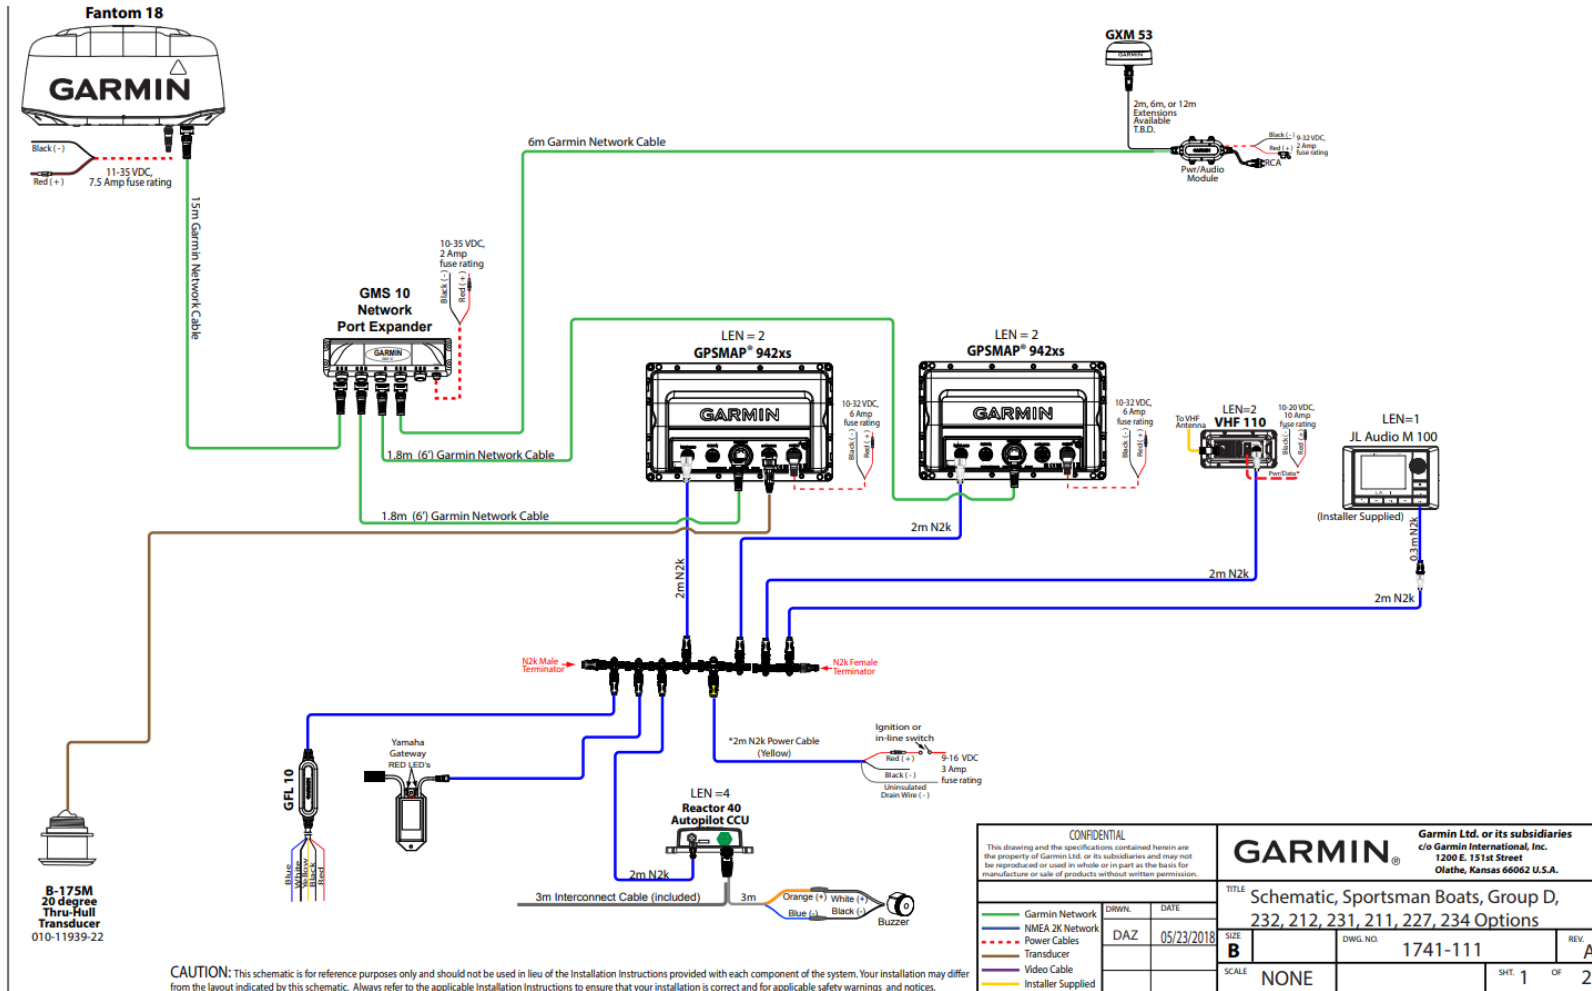 Fantom 18
GARMIN
Black ( - )
Red ( + )
11-35 VDC,
7.5 Amp fuse rating
15m Garmin Network Cable
6m Garmin Network Cable
GXM 53
GARMIN
2m, 6m, or 12m
Extensions
Available
T.B.D.
GARMIN
Pwr/Audio
Module
Black ( - )
Red ( + )
9-32 VDC,
2 Amp
fuse rating
RCA
10-35 VDC,
2 Amp
fuse rating
Black ( - )
Red ( + )
GMS 10
Network
Port Expander
GARMIN
1.8m (6') Garmin Network Cable
1.8m (6') Garmin Network Cable
LEN = 2
GPSMAP® 942xs
GARMIN
10-32 VDC,
6 Amp
fuse rating
Black ( - )
Red ( + )
LEN = 2
GPSMAP® 942xs
GARMIN
10-32 VDC,
6 Amp
fuse rating
Black ( - )
Red ( + )
To VHF
Antenna
LEN=2
VHF 110
10-20 VDC,
10 Amp
fuse rating
Black ( - )
Red ( + )
Pwr/Data*
LEN=1
JL Audio M 100
(Installer Supplied)
0.3m N2k
2m N2k
2m N2k
2m N2k
2m N2k
N2k Male
Terminator
N2k Female
Terminator
GFL 10
GARMIN
Blue
White
Yellow
Black
Red
Yamaha
Gateway
RED LED's
*2m N2k Power Cable
(Yellow)
Ignition or
in-line switch
Red ( + )
Black ( - )
Uninsulated
Drain Wire ( - )
9-16 VDC
3 Amp
fuse rating
LEN =4
Reactor 40
Autopilot CCU
2m N2k
3m Interconnect Cable (included)
3m
Orange (+)
White (+)
Blue (-)
Black (-)
Buzzer
B-175M
20 degree
Thru-Hull
Transducer
010-11939-22
CAUTION: This schematic is for reference purposes only and should not be used in lieu of the Installation Instructions provided with each component of the system. Your installation may differ
from the layout indicated by this schematic. Always refer to the applicable Installation Instructions to ensure that your installation is correct and for applicable safety warnings and notices.
CONFIDENTIAL
This drawing and the specifications contained herein are
the property of Garmin Ltd. or its subsidiaries and may not
be reproduced or used in whole or in part as the basis for
manufacture or sale of products without written permission.
GARMIN®
Garmin Ltd. or its subsidiaries
c/o Garmin International, Inc.
1200 E. 151st Street
Olathe, Kansas 66062 U.S.A.
Garmin Network
NMEA 2K Network
Power Cables
Transducer
Video Cable
Installer Supplied
DRWN.
DATE
DAZ
05/23/2018
TITLE
Schematic, Sportsman Boats, Group D,
232, 212, 231, 211, 227, 234 Options
SIZE
B
DWG. NO.
1741-111
REV.
A
SCALE
NONE
SHT. 1 OF 2